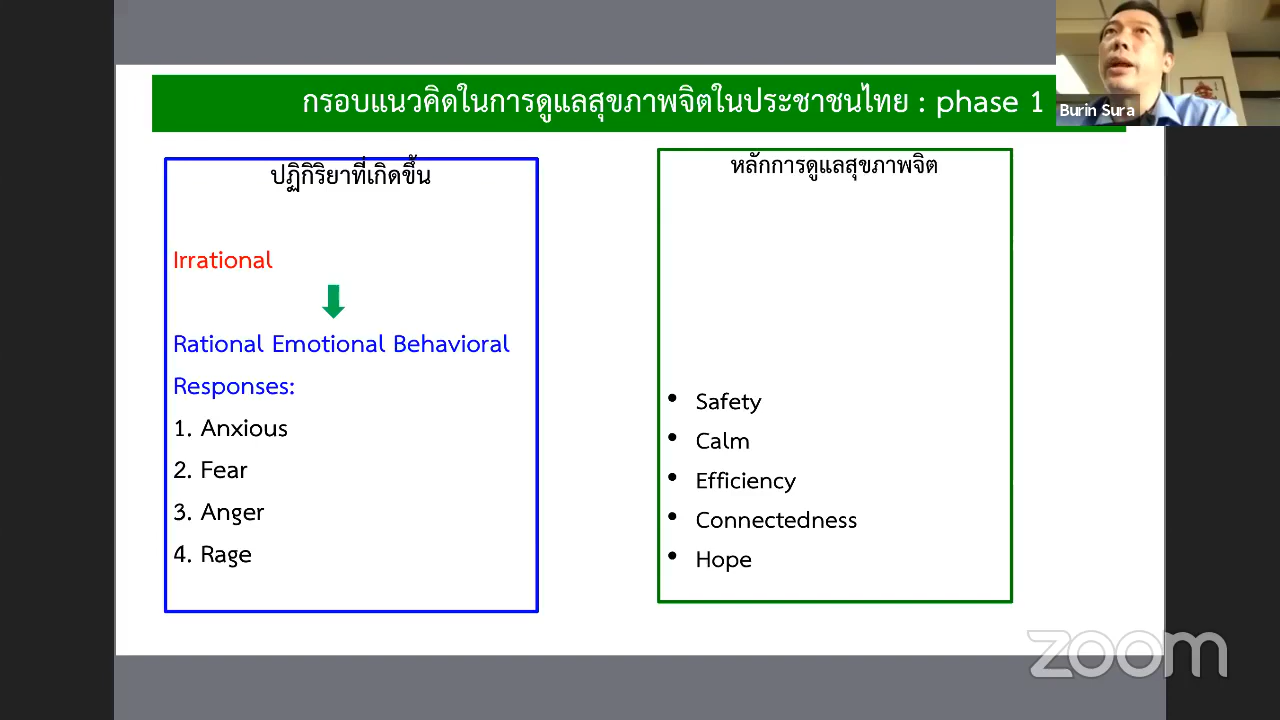 กรอบแนวคิดในการดูแลสุขภาพจิตในประชาชนไทย : phase 1
Burin Sura
ปฏิกิริยาที่เกิดขึ้น
Irrational
Rational Emotional Behavioral
Responses:
1. Anxious
2. Fear
3. Anger
4. Rage
หลักการดูแลสุขภาพจิต
• Safety
• Calm
• Efficiency
• Connectedness
• Hope
zoom